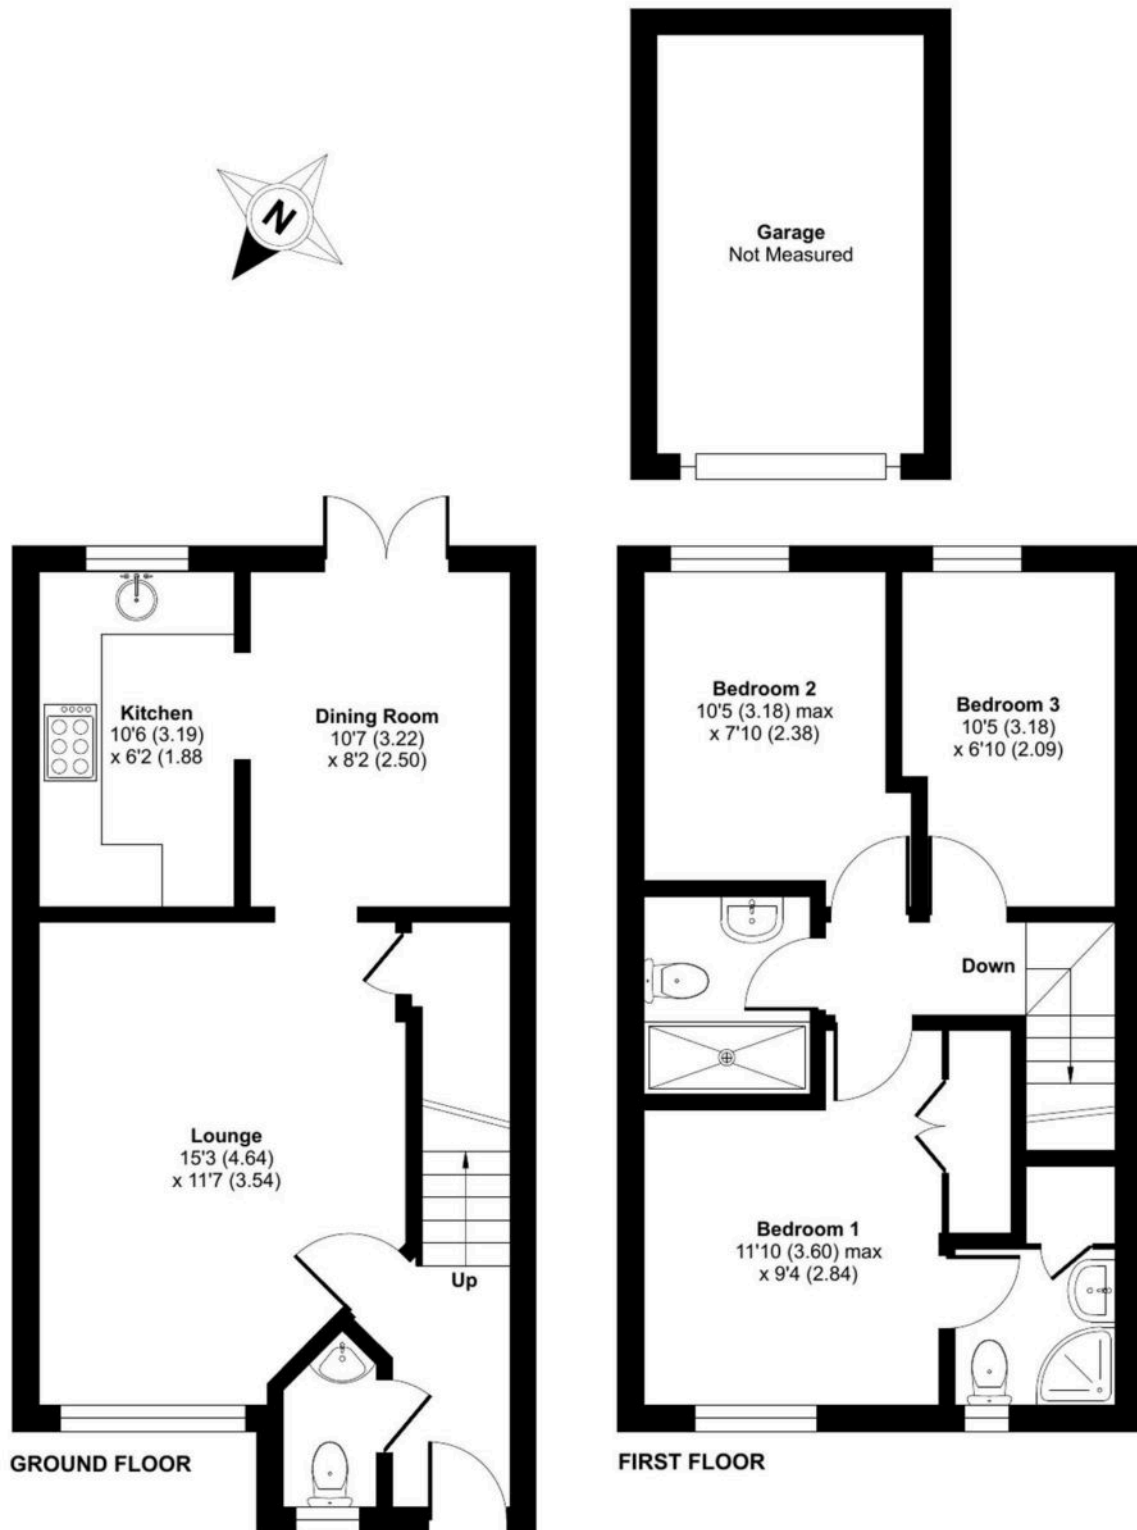 Garage
Not Measured
N
Kitchen
10'6 (3.19)
x 6'2 (1.88
Dining Room
10'7 (3.22)
x 8'2 (2.50)
Lounge
15'3 (4.64)
x 11'7 (3.54)
Up
GROUND FLOOR
Bedroom 2
10'5 (3.18) max
x 7'10 (2.38)
Bedroom 3
10'5 (3.18)
x 6'10 (2.09)
Down
Bedroom 1
11'10 (3.60) max
x 9'4 (2.84)
FIRST FLOOR